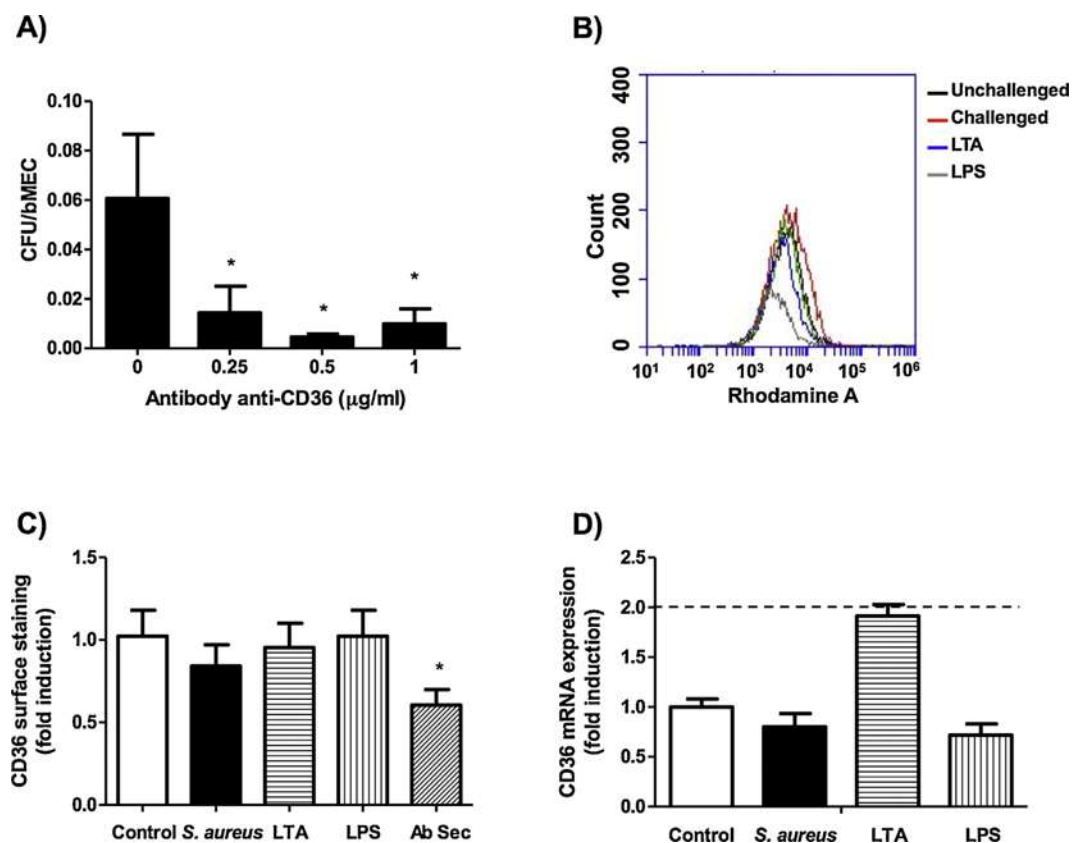 A)
CFU/bMEC
0.10
0.08
0.06
0.04
0.02
0.00
*
*
*
0 0.25 0.5 1
Antibody anti-CD36 (μg/ml)
B)
Count
400
300
200
100
0
10¹ 10² 10³ 10⁴ 10⁵ 10⁶
Rhodamine A
Unchallenged
Challenged
LTA
LPS
C)
CD36 surface staining
(fold induction)
1.5
1.0
0.5
0.0
*
Control S. aureus LTA LPS Ab Sec
D)
CD36 mRNA expression
(fold induction)
2.5
2.0
1.5
1.0
0.5
0.0
Control S. aureus LTA LPS